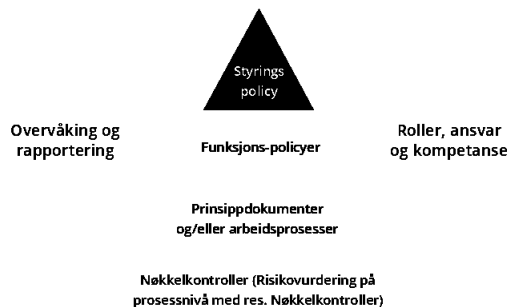 Styrings
policy
Overvåking og
rapportering
Funksjons-policyer
Roller, ansvar
og kompetanse
Prinsippdokumenter
og/eller arbeidsprosesser
Nøkkelkontroller (Risikovurdering på
prosessnivå med res. Nøkkelkontroller)